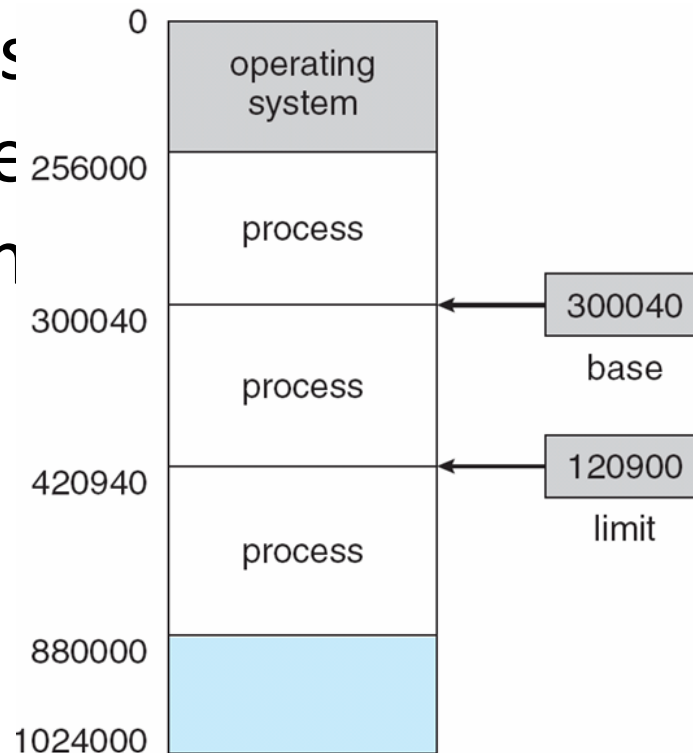 0
operating
system
256000
process
300040
300040
base
process
420940
120900
limit
process
880000
1024000